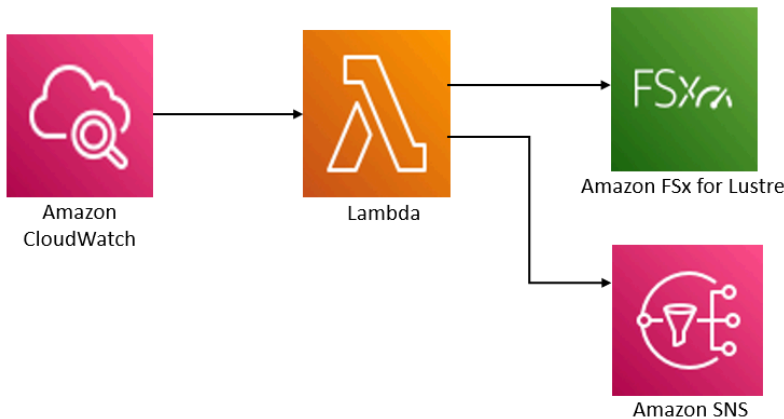 FSx
Amazon FSx for Lustre
Amazon
CloudWatch
Lambda
Amazon SNS